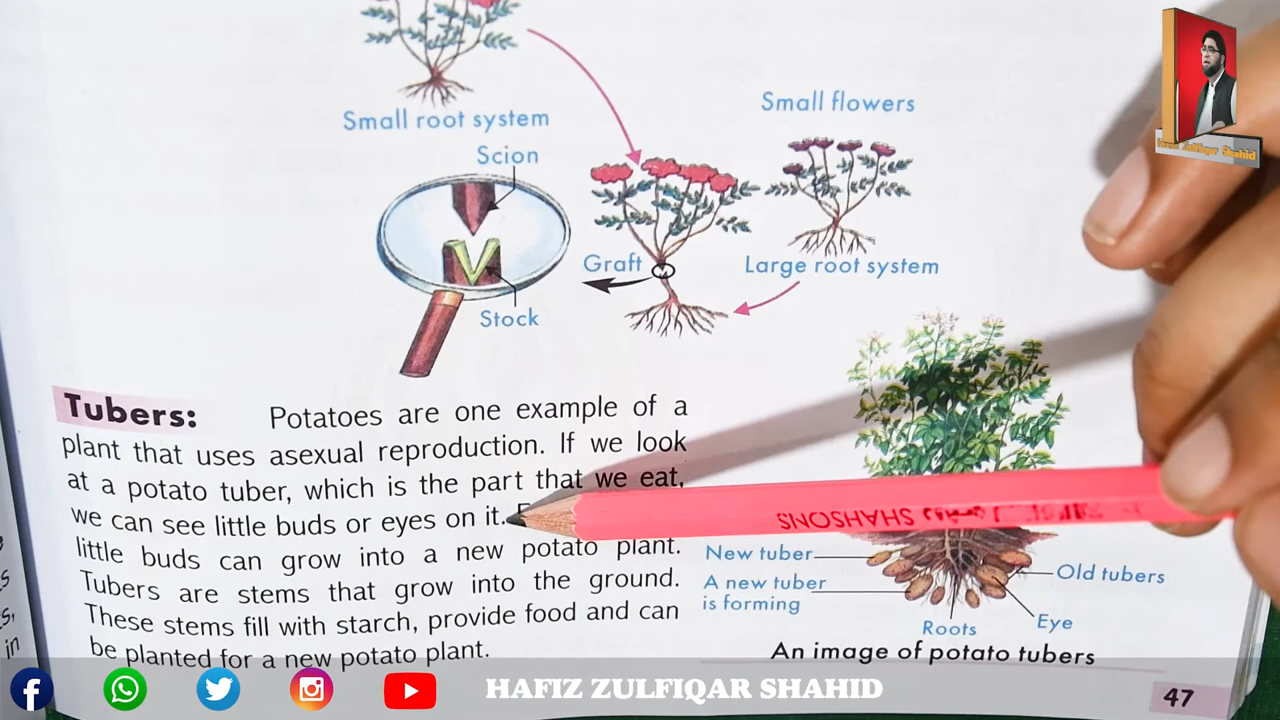 Small root system
Small flowers
Scion
Graft
Large root system
Stock
Tubers: Potatoes are one example of a
plant that uses asexual reproduction. If we look
at a potato tuber, which is the part that we eat,
we can see little buds or eyes on it.
little buds can grow into a new potato plant.
Tubers are stems that grow into the ground.
These stems fill with starch, provide food and can
be planted for a new potato plant.
SHAHSONS
New tuber
A new tuber
is forming
Old tubers
Eye
Roots
An image of potato tubers
47
HAFIZ ZULFIQAR SHAHID
Zulfiqar Shahid